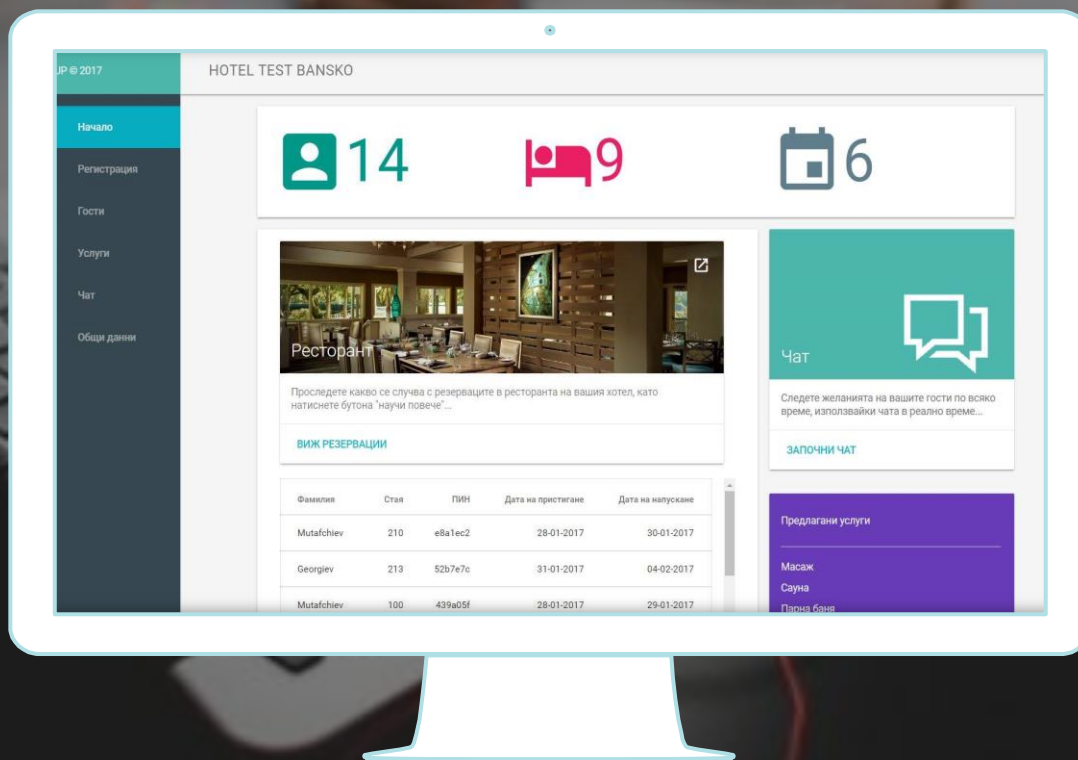 JP © 2017
HOTEL TEST BANSKO
Начало
Регистрация
Гости
Услуги
Чат
Общи данни
14
9
6
Ресторант
Проследете какво се случва с резерваците в ресторанта на вашия хотел, като
натиснете бутона "научи повече"...
ВИЖ РЕЗЕРВАЦИИ
Чат
Следете желанията на вашите гости по всяко
време, използвайки чата в реално време...
ЗАПОЧНИ ЧАТ
Фамилия Стая ПИН Дата на пристигане Дата на напускане
Mutafchiev 210 e8a1ec2 28-01-2017 30-01-2017
Georgiev 213 52b7e7c 31-01-2017 04-02-2017
Mutafchiev 100 439a05f 28-01-2017 29-01-2017
Предлагани услуги
Масаж
Сауна
Парна баня